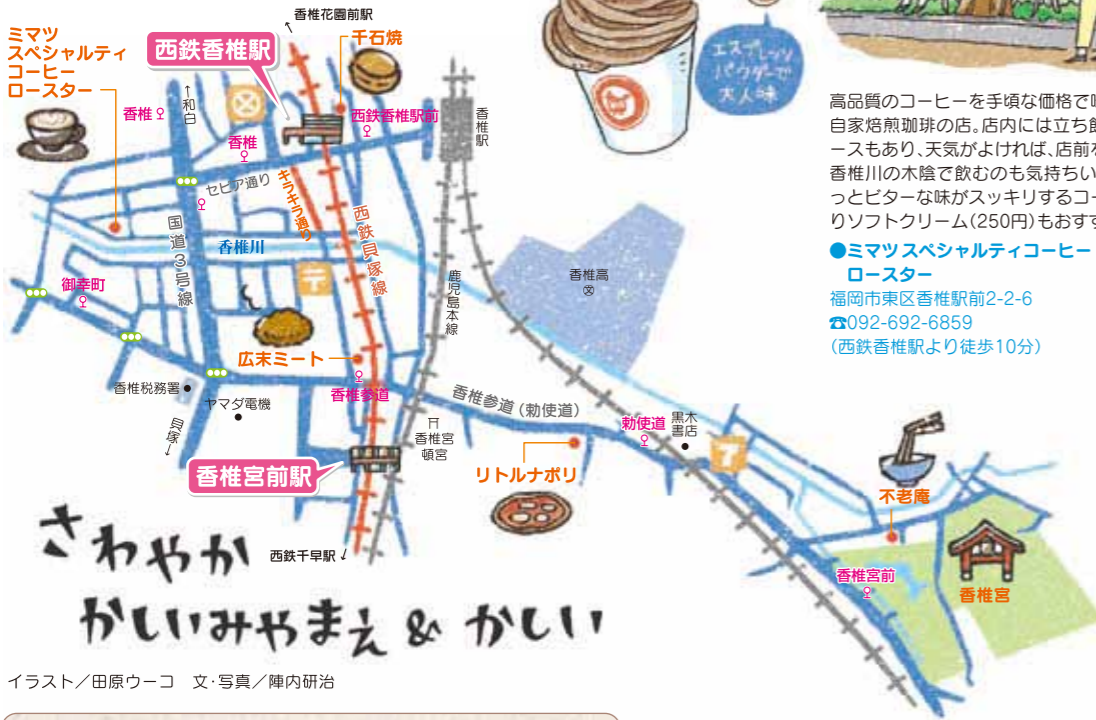 香椎花園前駅
ミマツ
スペシャルティ
コーヒー
ロースター
西鉄香椎駅
千石焼
エスプレッソ
パウダーで
大人味
香椎
↑和白
香椎
西鉄香椎駅前
香椎駅
セピア通り
キラキラ通り
西鉄貝塚線
国道3号線
香椎川
御幸町
鹿児島本線
香椎高
文
広末ミート
香椎税務署
ヤマダ電機
貝塚↓
香椎参道
香椎参道(勅使道)
香椎宮
頓宮
香椎宮前駅
勅使道
黒木
書店
リトルナポリ
不老庵
西鉄千早駅↓
香椎宮前
香椎宮
さわやか
かしいみやまえ & かしい
イラスト/田原ウーコ 文・写真/陣内研治
高品質のコーヒーを手頃な価格で
自家焙煎珈琲の店。店内には立ち飲
ースもあり、天気がよければ、店前を
香椎川の木陰で飲むのも気持ちい
っとビターな味がスッキリするコー
りソフトクリーム(250円)もおすす
●ミマツスペシャルティコーヒー
ロースター
福岡市東区香椎駅前2-2-6
☎092-692-6859
(西鉄香椎駅より徒歩10分)